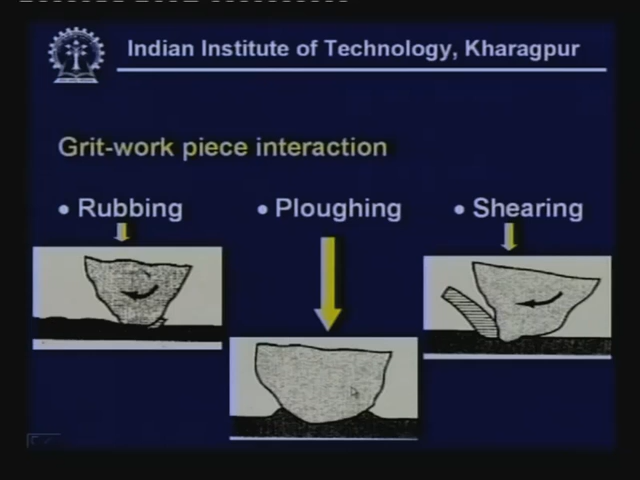 Indian Institute of Technology, Kharagpur
Grit-work piece interaction
• Rubbing
• Ploughing
• Shearing